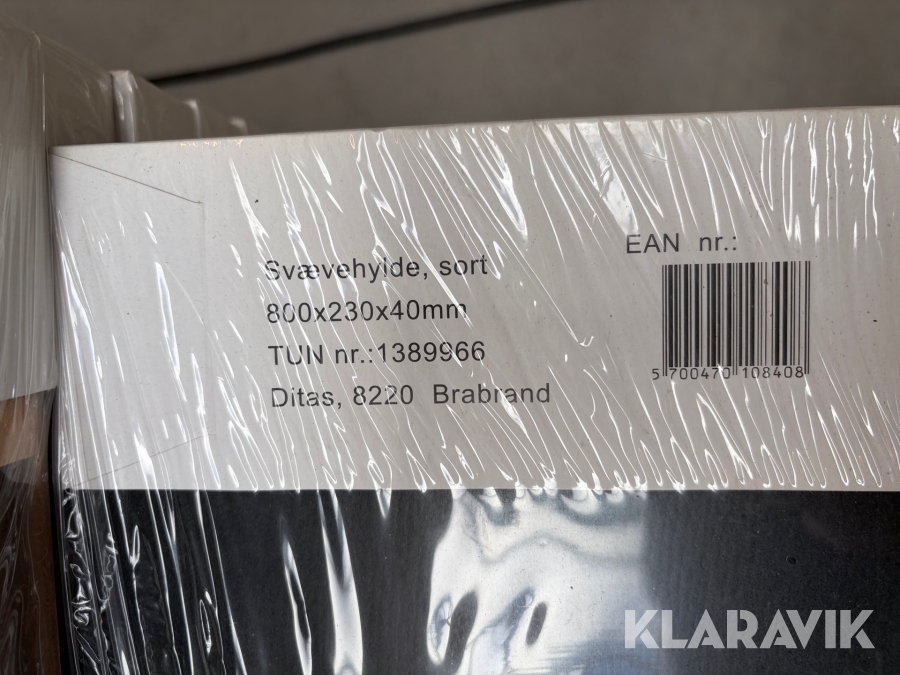 Svævehylde, sort
800x230x40mm
TUN nr.:1389966
Ditas, 8220 Brabrand
EAN nr.:
5 700470 108408
KLARAVIK